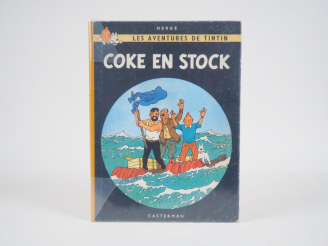 HERGÉ
LES AVENTURES DE TINTIN
COKE EN STOCK
CASTERMAN